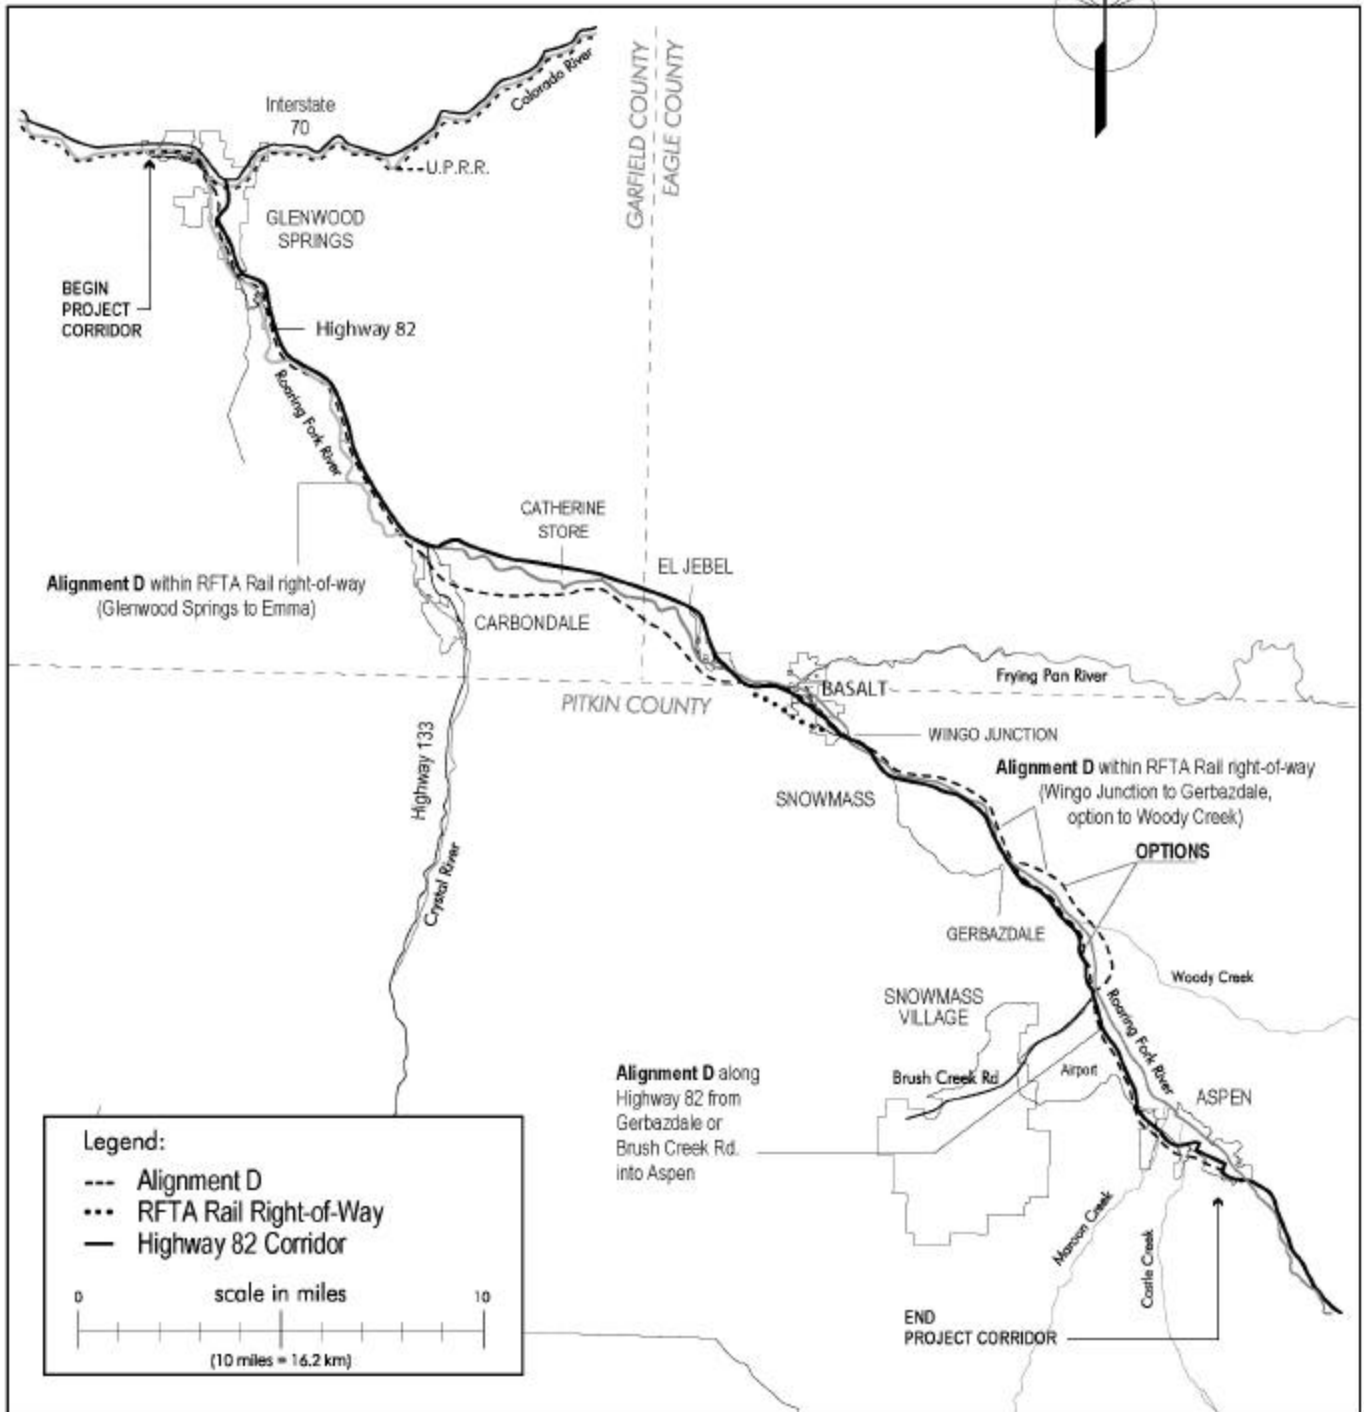 Colorado River
GARFIELD COUNTY
EAGLE COUNTY
Interstate
70
U.P.R.R.
GLENWOOD
SPRINGS
BEGIN
PROJECT
CORRIDOR
Highway 82
Roaring Fork River
CATHERINE
STORE
EL JEBEL
Alignment D within RFTA Rail right-of-way
(Glenwood Springs to Emma)
CARBONDALE
Frying Pan River
BASALT
PITKIN COUNTY
WINGO JUNCTION
Highway 133
Alignment D within RFTA Rail right-of-way
(Wingo Junction to Gerbazdale,
option to Woody Creek)
SNOWMASS
OPTIONS
Crystal River
GERBAZDALE
Woody Creek
SNOWMASS
VILLAGE
Roaring Fork River
Alignment D along
Highway 82 from
Gerbazdale or
Brush Creek Rd.
into Aspen
Brush Creek Rd
Airport
ASPEN
Maroon Creek
Castle Creek
END
PROJECT CORRIDOR
Legend:
Alignment D
RFTA Rail Right-of-Way
Highway 82 Corridor
scale in miles
0 10
(10 miles = 16.2 km)